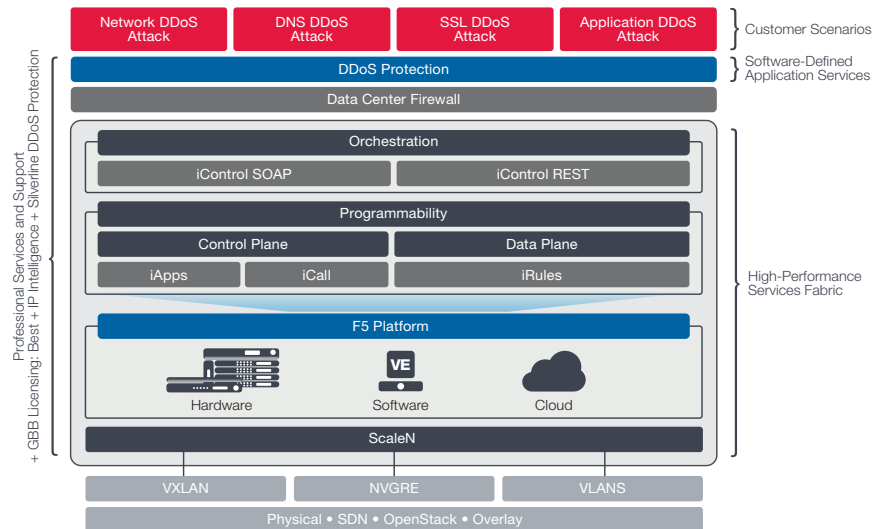 Network DDoS
Attack
DNS DDoS
Attack
SSL DDoS
Attack
Application DDoS
Attack
Customer Scenarios
DDoS Protection
Software-Defined
Application Services
Data Center Firewall
Orchestration
iControl SOAP
iControl REST
Programmability
Control Plane
Data Plane
iApps
iCall
iRules
High-Performance
Services Fabric
F5 Platform
VE
Hardware
Software
Cloud
ScaleN
VXLAN
NVGRE
VLANS
Physical • SDN • OpenStack • Overlay
Professional Services and Support
+ GBB Licensing: Best + IP Intelligence + Silverline DDoS Protection